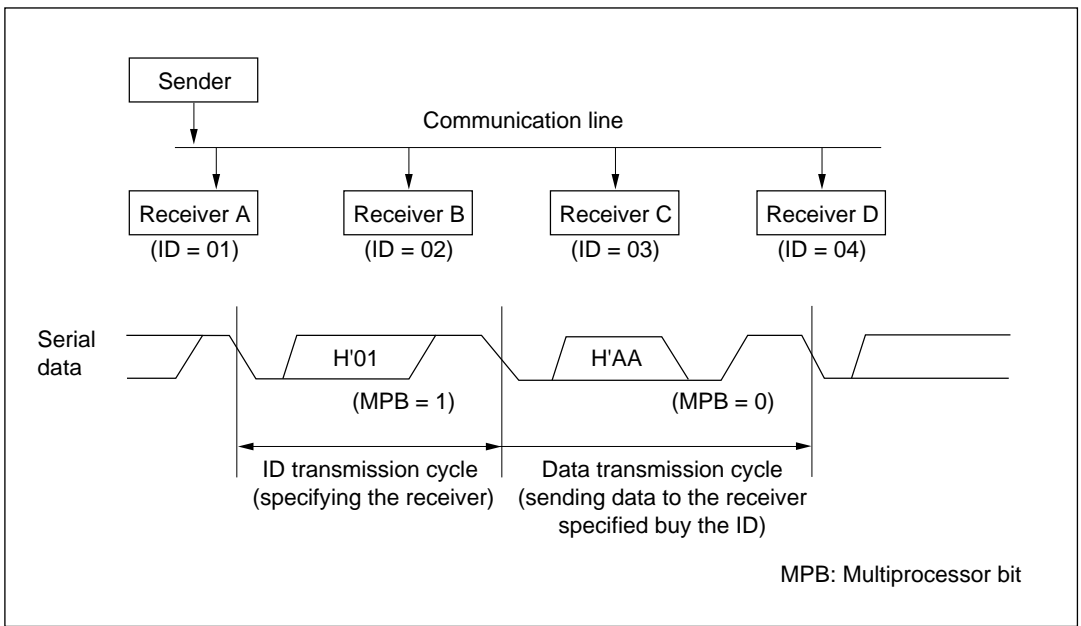 Sender
Communication line
Receiver A
Receiver B
Receiver C
Receiver D
(ID = 01)
(ID = 02)
(ID = 03)
(ID = 04)
Serial
data
H'01
H'AA
(MPB = 1)
(MPB = 0)
ID transmission cycle
(specifying the receiver)
Data transmission cycle
(sending data to the receiver
specified buy the ID)
MPB: Multiprocessor bit